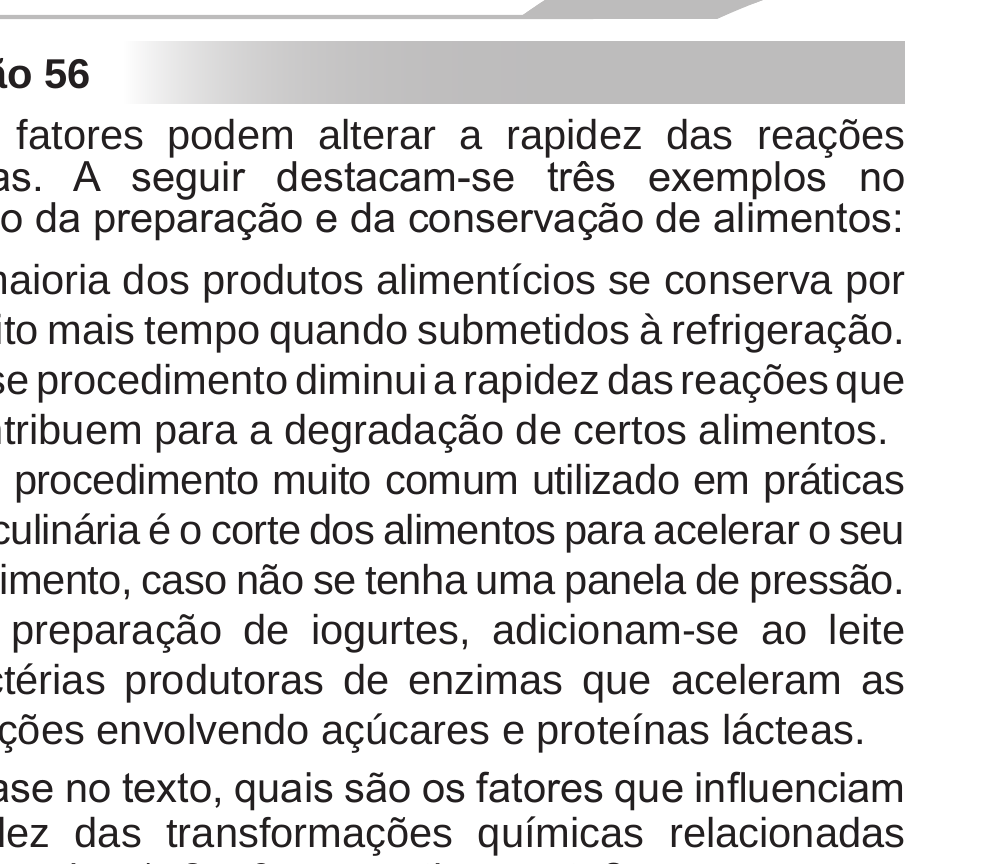 ão 56
fatores podem alterar a rapidez das reações
as. A seguir destacam-se três exemplos no
o da preparação e da conservação de alimentos:
maioria dos produtos alimentícios se conserva por
ito mais tempo quando submetidos à refrigeração.
se procedimento diminui a rapidez das reações que
ntribuem para a degradação de certos alimentos.
procedimento muito comum utilizado em práticas
culinária é o corte dos alimentos para acelerar o seu
imento, caso não se tenha uma panela de pressão.
preparação de iogurtes, adicionam-se ao leite
ctérias produtoras de enzimas que aceleram as
ções envolvendo açúcares e proteínas lácteas.
ase no texto, quais são os fatores que influenciam
dez das transformações químicas relacionadas